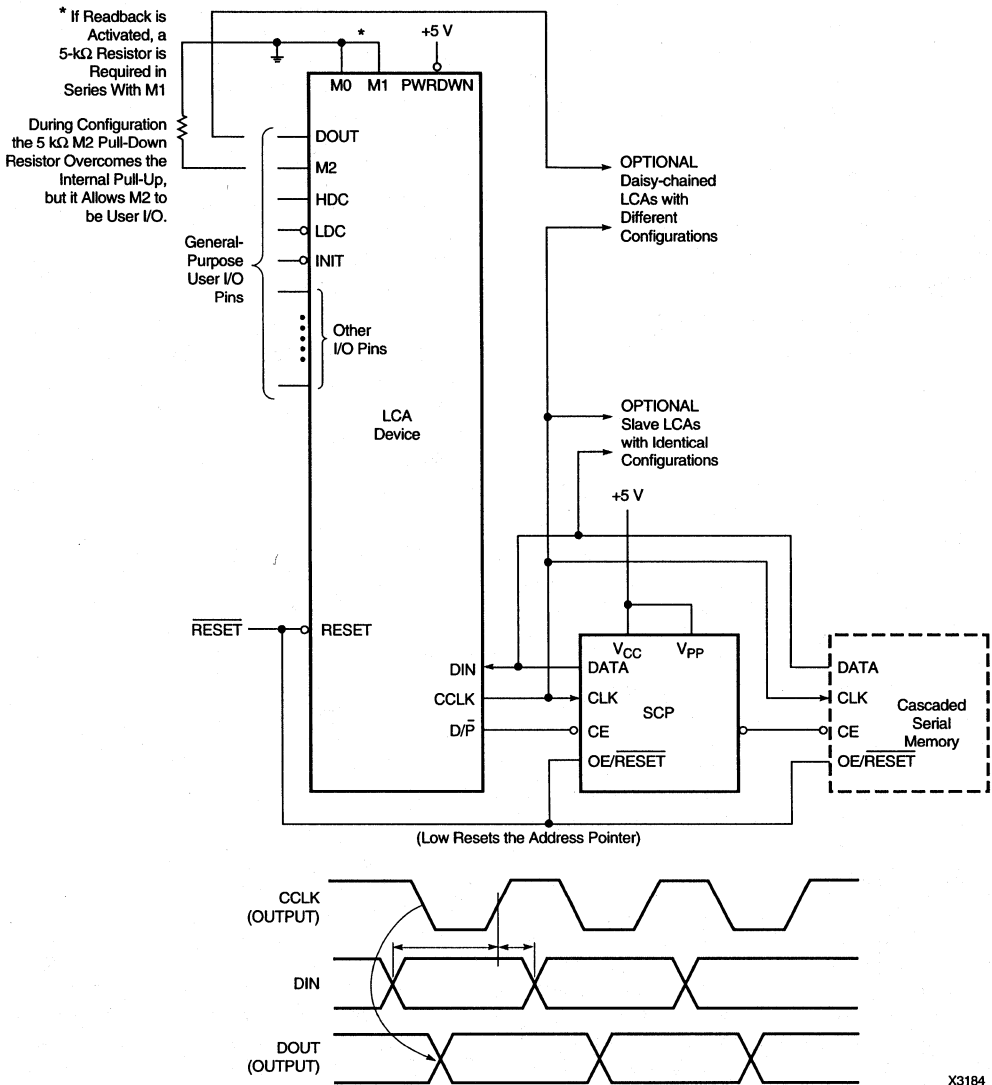 * If Readback is
Activated, a
5-kΩ Resistor is
Required in
Series With M1
+5 V
*
M0 M1 PWRDWN
During Configuration
the 5 kΩ M2 Pull-Down
Resistor Overcomes the
Internal Pull-Up,
but it Allows M2 to
be User I/O.
DOUT
M2
HDC
LDC
INIT
General-
Purpose
User I/O
Pins
Other
I/O Pins
OPTIONAL
Daisy-chained
LCAs with
Different
Configurations
LCA
Device
OPTIONAL
Slave LCAs
with Identical
Configurations
+5 V
RESET
RESET
DIN
CCLK
D/P̅
VCC VPP
DATA
CLK
SCP
CE
OE/RESET
DATA
CLK
Cascaded
Serial
Memory
CE
OE/RESET
(Low Resets the Address Pointer)
CCLK
(OUTPUT)
DIN
DOUT
(OUTPUT)
X3184